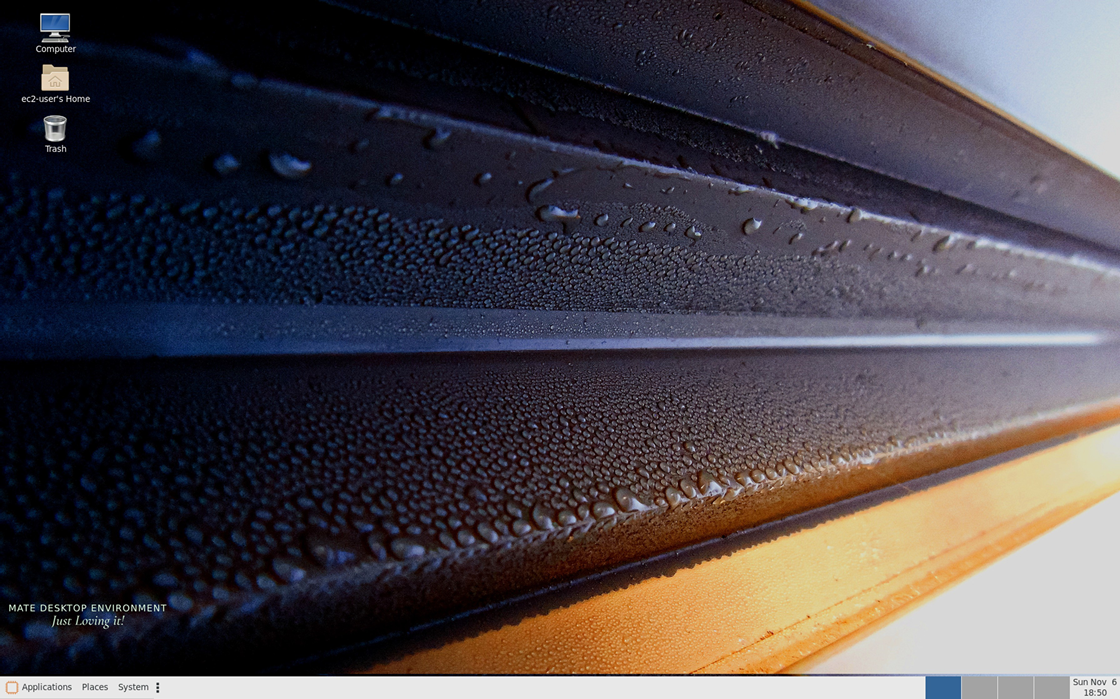 Computer
ec2-user's Home
Trash
MATE DESKTOP ENVIRONMENT
Just Loving it!
Applications Places System
Sun Nov 6
18:50